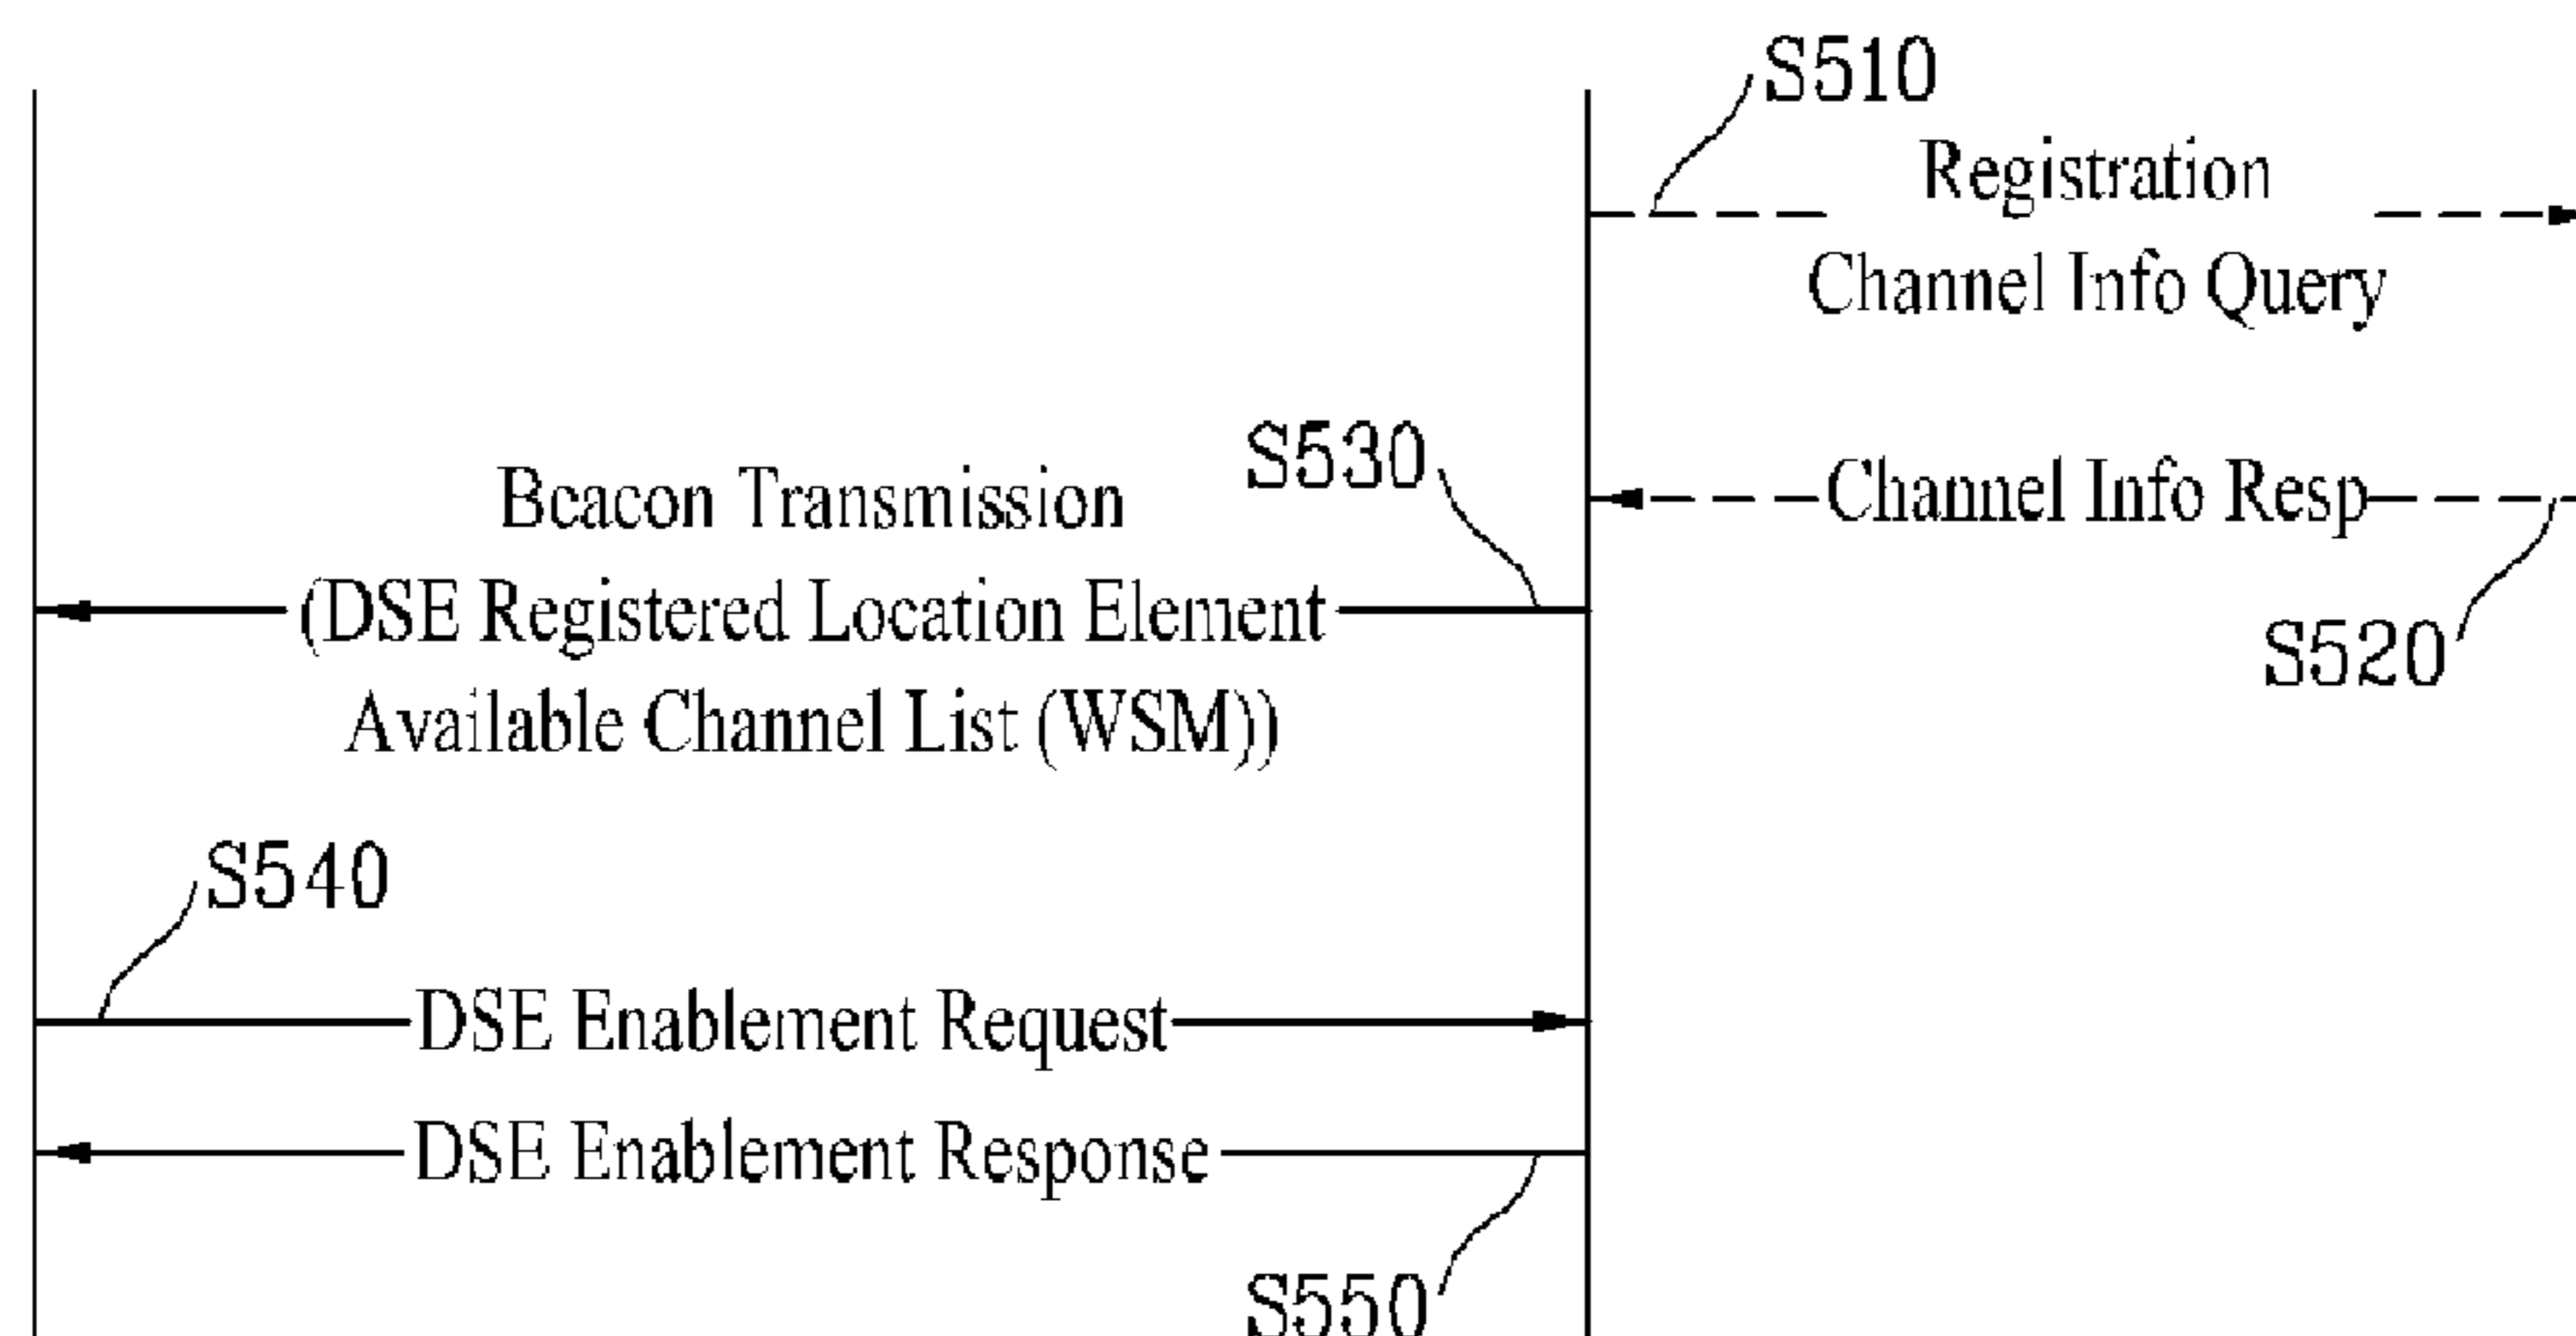 S510
Registration
Channel Info Query
S530
Channel Info Resp
Beacon Transmission
(DSE Registered Location Element
S520
Available Channel List (WSM))
S540
DSE Enablement Request
DSE Enablement Response
S550